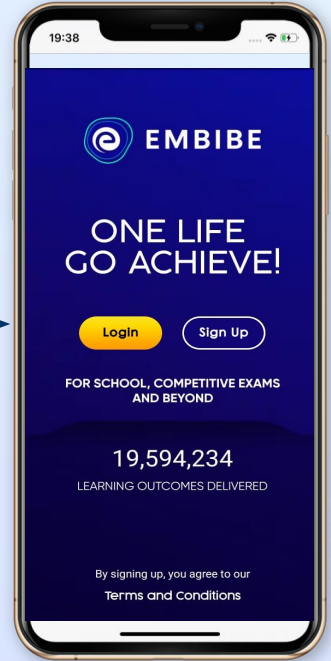 19:38
EMBIBE
ONE LIFE
GO ACHIEVE!
Login
Sign Up
FOR SCHOOL, COMPETITIVE EXAMS
AND BEYOND
19,594,234
LEARNING OUTCOMES DELIVERED
By signing up, you agree to our
Terms and Conditions